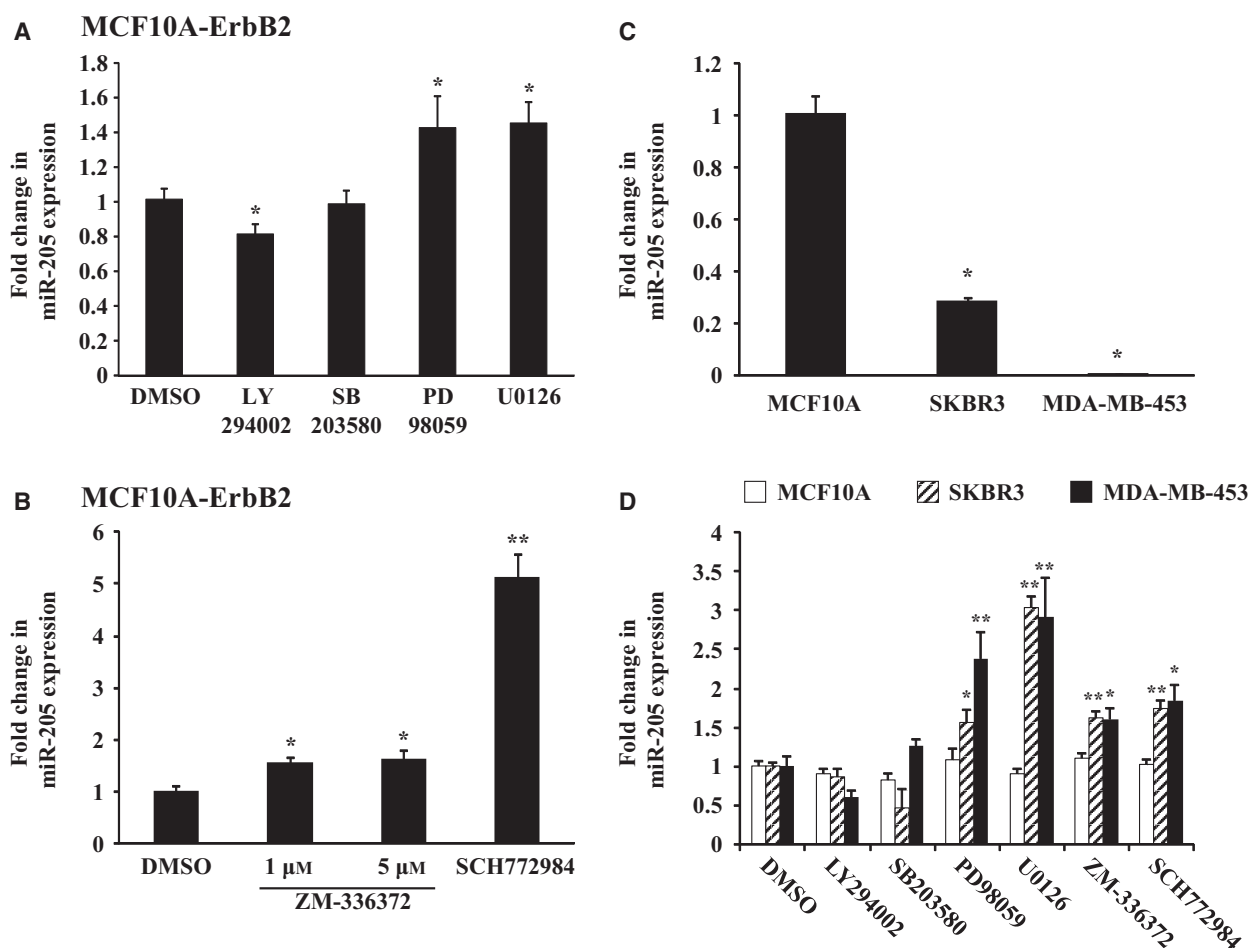 A MCF10A-ErbB2
Fold change in
miR-205 expression
1.8
1.6
1.4
1.2
1
0.8
0.6
0.4
0.2
0
*
*
*
DMSO LY SB PD U0126
294002 203580 98059
B MCF10A-ErbB2
Fold change in
miR-205 expression
6
5
4
3
2
1
0
*
*
**
DMSO 1 μM 5 μM SCH772984
ZM-336372
C
Fold change in
miR-205 expression
1.2
1
0.8
0.6
0.4
0.2
0
*
*
MCF10A SKBR3 MDA-MB-453
D MCF10A SKBR3 MDA-MB-453
Fold change in
miR-205 expression
4
3.5
3
2.5
2
1.5
1
0.5
0
* ** ** ** ** * ** *
DMSO
LY294002
SB203580
PD98059
U0126
ZM-336372
SCH772984